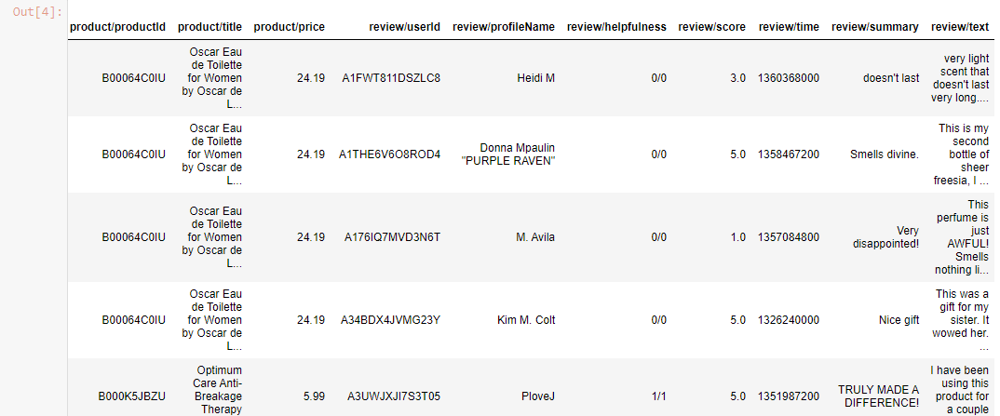 Out[4]:
product/productId product/title product/price review/userId review/profileName review/helpfulness review/score review/time review/summary review/text
B00064C0IU Oscar Eau de Toilette for Women by Oscar de L... 24.19 A1FWT811DSZLC8 Heidi M 0/0 3.0 1360368000 doesn't last very light scent that doesn't last very long....
B00064C0IU Oscar Eau de Toilette for Women by Oscar de L... 24.19 A1THE6V6O8ROD4 Donna Mpaulin "PURPLE RAVEN" 0/0 5.0 1358467200 Smells divine. This is my second bottle of sheer freesia, I ...
B00064C0IU Oscar Eau de Toilette for Women by Oscar de L... 24.19 A176IQ7MVD3N6T M. Avila 0/0 1.0 1357084800 Very disappointed! This perfume is just AWFUL! Smells nothing li...
B00064C0IU Oscar Eau de Toilette for Women by Oscar de L... 24.19 A34BDX4JVMG23Y Kim M. Colt 0/0 5.0 1326240000 Nice gift This was a gift for my sister. It wowed her. ...
B000K5JBZU Optimum Care Anti-Breakage Therapy 5.99 A3UWJXJI7S3T05 PloveJ 1/1 5.0 1351987200 TRULY MADE A DIFFERENCE! I have been using this product for a couple